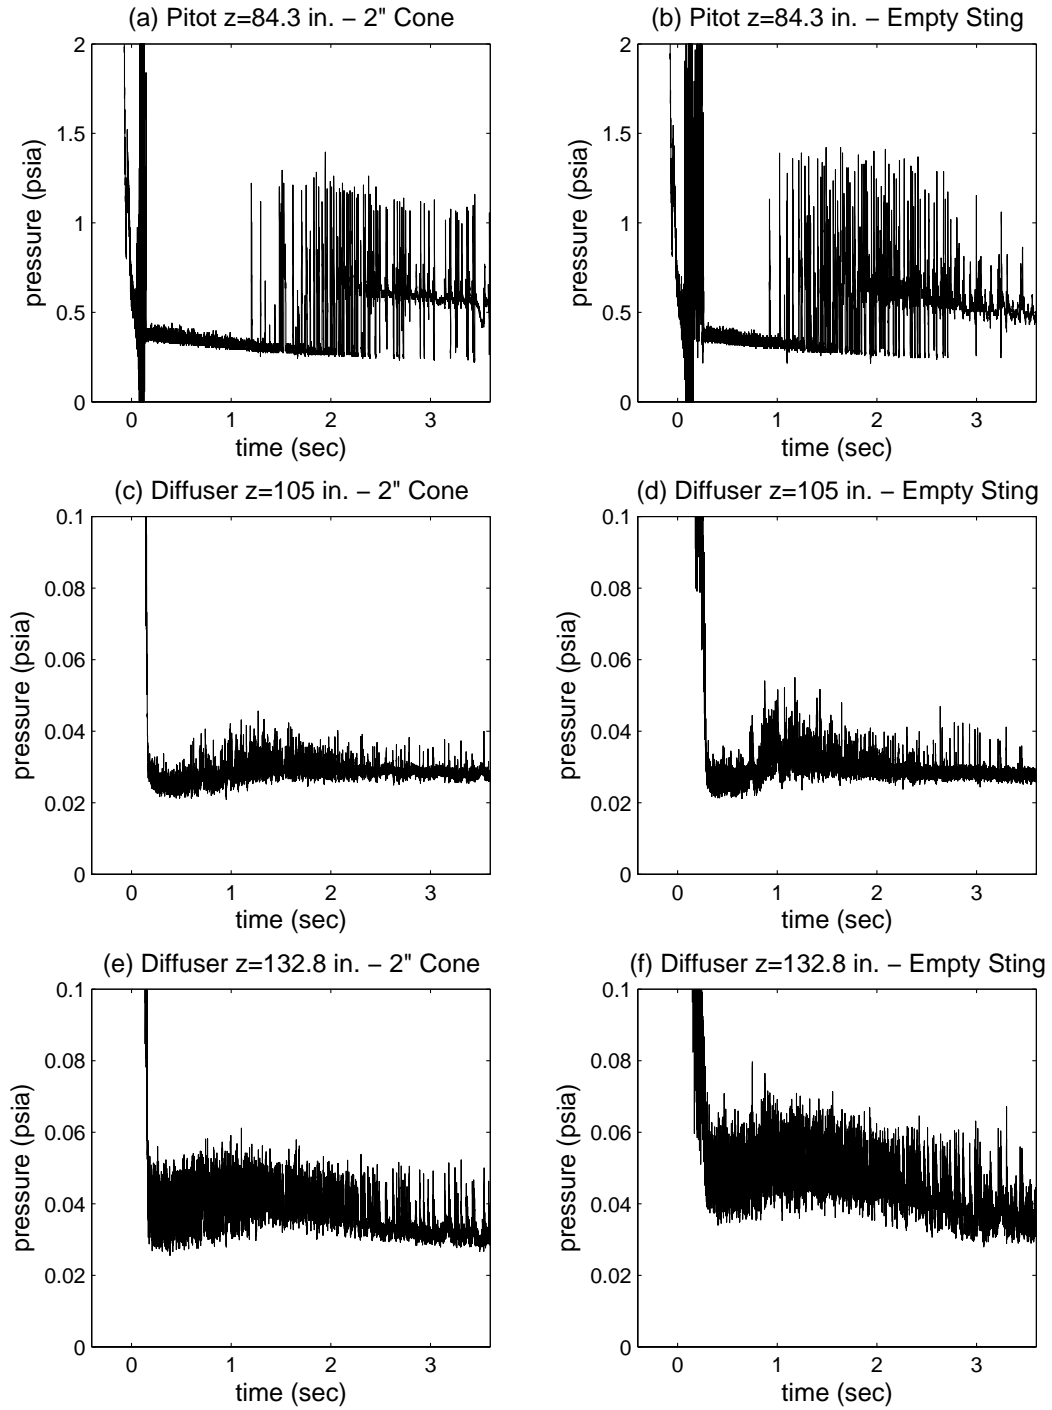 (a) Pitot z=84.3 in. − 2" Cone
(b) Pitot z=84.3 in. − Empty Sting
2
1.5
1
0.5
0
pressure (psia)
0 1 2 3
time (sec)
2
1.5
1
0.5
0
pressure (psia)
0 1 2 3
time (sec)
(c) Diffuser z=105 in. − 2" Cone
(d) Diffuser z=105 in. − Empty Sting
0.1
0.08
0.06
0.04
0.02
0
pressure (psia)
0 1 2 3
time (sec)
0.1
0.08
0.06
0.04
0.02
0
pressure (psia)
0 1 2 3
time (sec)
(e) Diffuser z=132.8 in. − 2" Cone
(f) Diffuser z=132.8 in. − Empty Sting
0.1
0.08
0.06
0.04
0.02
0
pressure (psia)
0 1 2 3
time (sec)
0.1
0.08
0.06
0.04
0.02
0
pressure (psia)
0 1 2 3
time (sec)